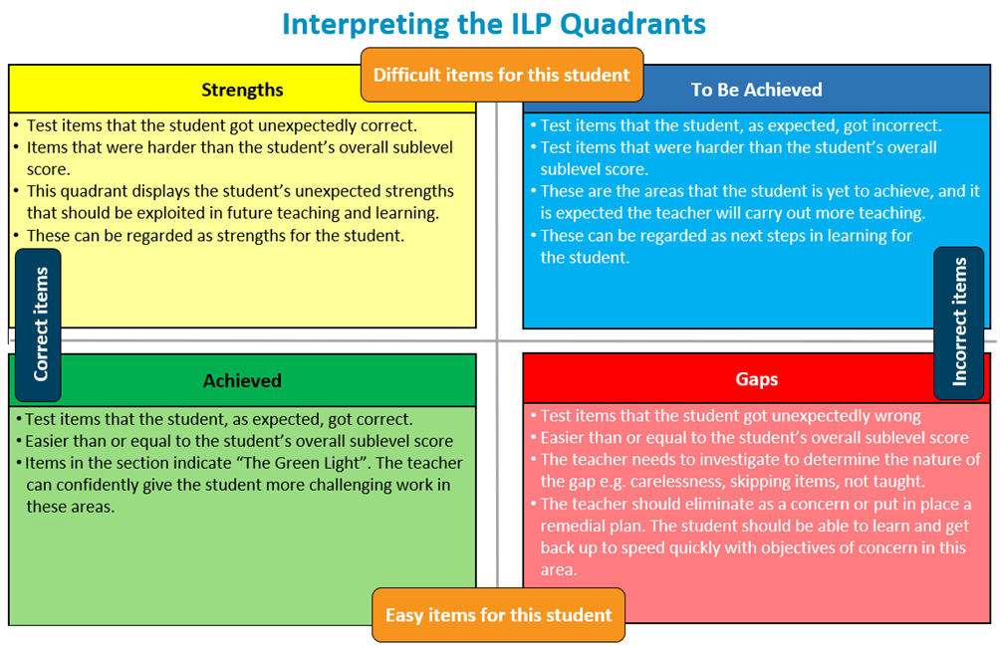 Interpreting the ILP Quadrants
Difficult items for this student
Strengths
• Test items that the student got unexpectedly correct.
• Items that were harder than the student's overall sublevel
score.
• This quadrant displays the student's unexpected strengths
that should be exploited in future teaching and learning.
• These can be regarded as strengths for the student.
To Be Achieved
• Test items that the student, as expected, got incorrect.
• Test items that were harder than the student's overall
sublevel score.
• These are the areas that the student is yet to achieve, and it
is expected the teacher will carry out more teaching.
• These can be regarded as next steps in learning for
the student.
Correct items
Incorrect items
Achieved
• Test items that the student, as expected, got correct.
• Easier than or equal to the student's overall sublevel score
• Items in the section indicate “The Green Light”. The teacher
can confidently give the student more challenging work in
these areas.
Gaps
• Test items that the student got unexpectedly wrong
• Easier than or equal to the student's overall sublevel score
• The teacher needs to investigate to determine the nature of
the gap e.g. carelessness, skipping items, not taught.
• The teacher should eliminate as a concern or put in place a
remedial plan. The student should be able to learn and get
back up to speed quickly with objectives of concern in this
area.
Easy items for this student